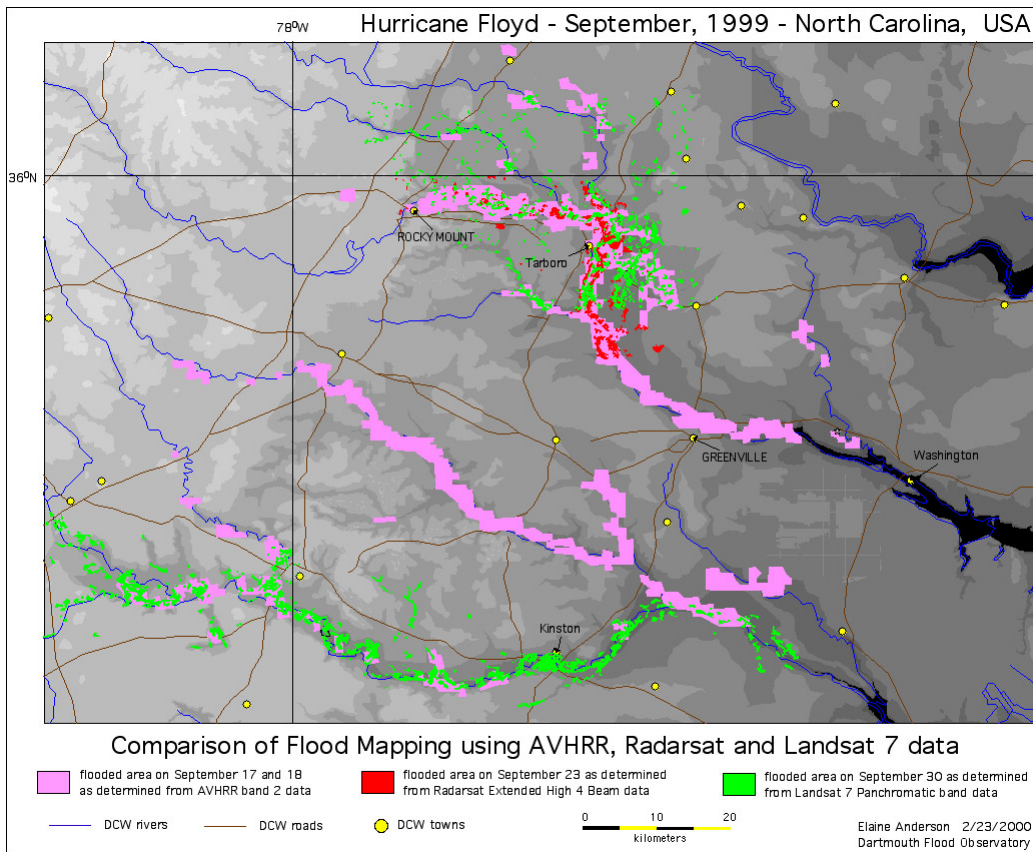 Hurricane Floyd - September, 1999 - North Carolina, USA
78°W
36°N
ROCKY MOUNT
Tarboro
GREENVILLE
Washington
Kinston
Comparison of Flood Mapping using AVHRR, Radarsat and Landsat 7 data
flooded area on September 17 and 18
as determined from AVHRR band 2 data
flooded area on September 23 as determined
from Radarsat Extended High 4 Beam data
flooded area on September 30 as determined
from Landsat 7 Panchromatic band data
DCW rivers
DCW roads
DCW towns
0 10 20
kilometers
Elaine Anderson 2/23/2000
Dartmouth Flood Observatory